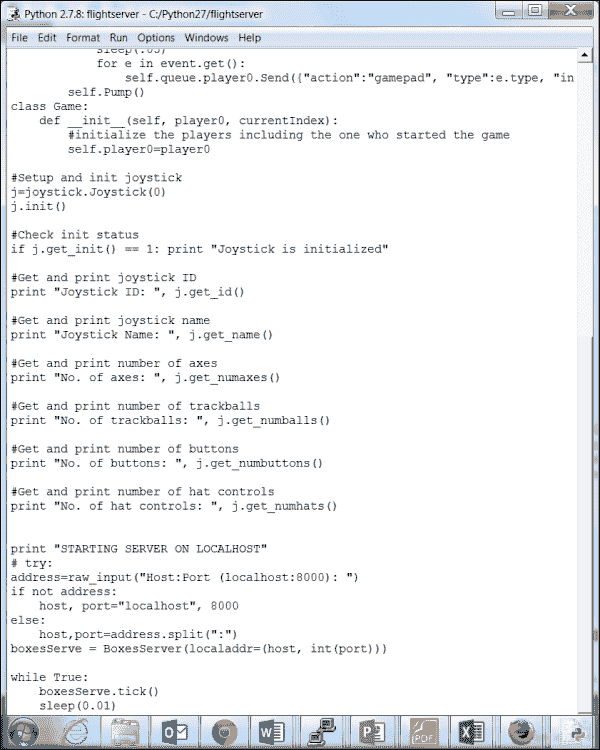 Python 2.7.8: flightserver - C:/Python27/flightserver
File Edit Format Run Options Windows Help
sleep(.05)
for e in event.get():
self.queue.player0.Send({"action":"gamepad", "type":e.type, "in
self.Pump()
class Game:
def __init__(self, player0, currentIndex):
#initialize the players including the one who started the game
self.player0=player0
#Setup and init joystick
j=joystick.Joystick(0)
j.init()
#Check init status
if j.get_init() == 1: print "Joystick is initialized"
#Get and print joystick ID
print "Joystick ID: ", j.get_id()
#Get and print joystick name
print "Joystick Name: ", j.get_name()
#Get and print number of axes
print "No. of axes: ", j.get_numaxes()
#Get and print number of trackballs
print "No. of trackballs: ", j.get_numballs()
#Get and print number of buttons
print "No. of buttons: ", j.get_numbuttons()
#Get and print number of hat controls
print "No. of hat controls: ", j.get_numhats()
print "STARTING SERVER ON LOCALHOST"
# try:
address=raw_input("Host:Port (localhost:8000): ")
if not address:
host, port="localhost", 8000
else:
host,port=address.split(":")
boxesServe = BoxesServer(localaddr=(host, int(port)))
while True:
boxesServe.tick()
sleep(0.01)